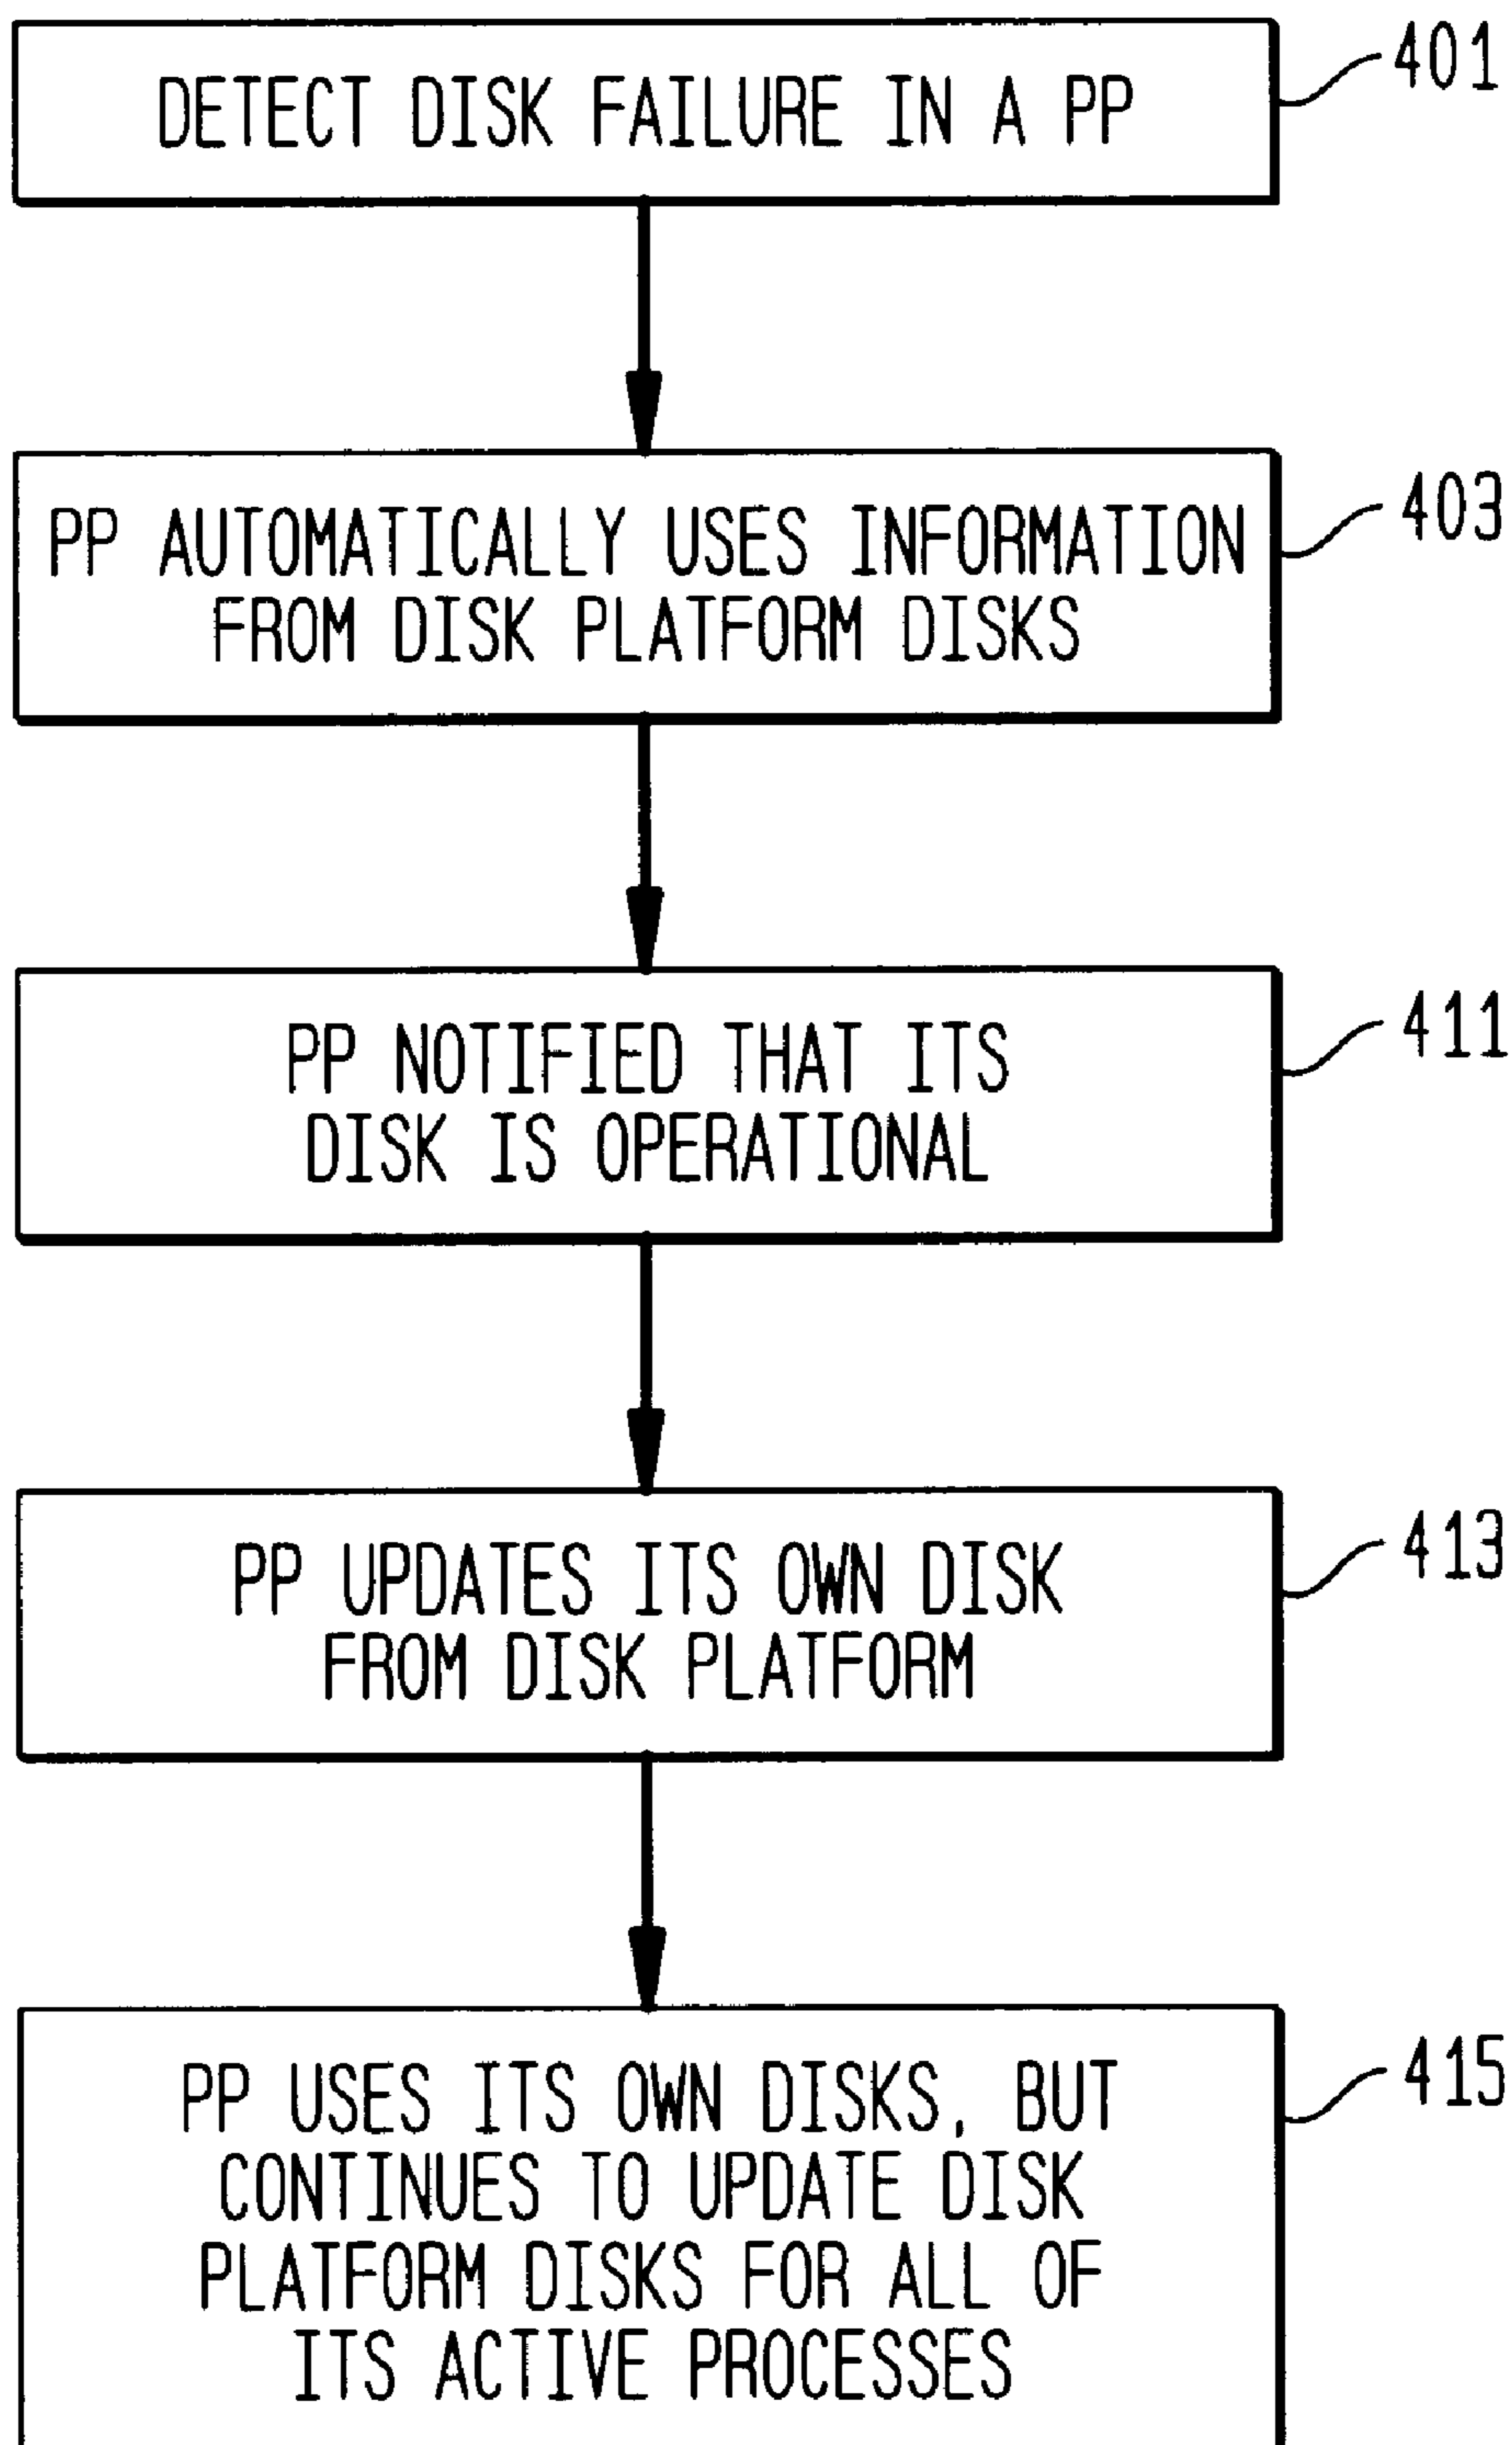 DETECT DISK FAILURE IN A PP
401
PP AUTOMATICALLY USES INFORMATION
FROM DISK PLATFORM DISKS
403
PP NOTIFIED THAT ITS
DISK IS OPERATIONAL
411
PP UPDATES ITS OWN DISK
FROM DISK PLATFORM
413
PP USES ITS OWN DISKS, BUT
CONTINUES TO UPDATE DISK
PLATFORM DISKS FOR ALL OF
ITS ACTIVE PROCESSES
415